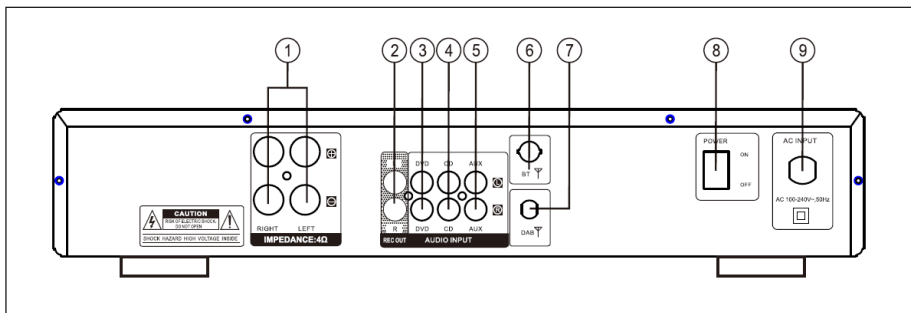 1
2
3
4
5
6
7
8
9
DVD CD AUX
L
BT
POWER
ON
OFF
AC INPUT
AC 100-240V~,50Hz
CAUTION
RISK OF ELECTRIC SHOCK
DO NOT OPEN
SHOCK HAZARD HIGH VOLTAGE INSIDE
RIGHT LEFT
IMPEDANCE:4Ω
R
REC OUT
R
DVD CD AUX
AUDIO INPUT
DAB